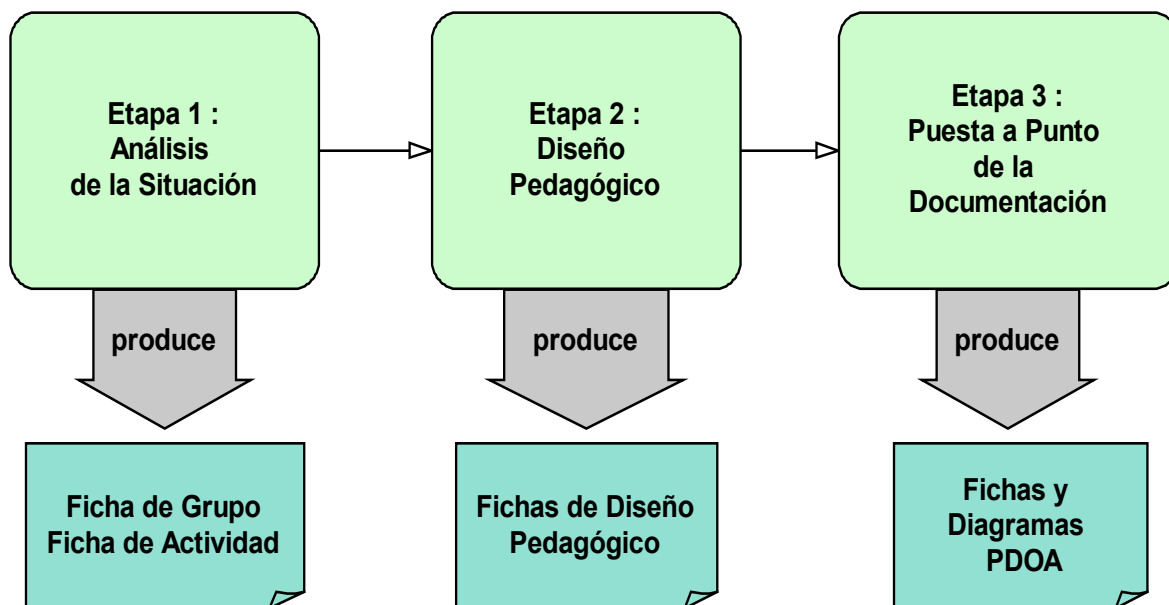 Etapa 1 :
Análisis
de la Situación
Etapa 2 :
Diseño
Pedagógico
Etapa 3 :
Puesta a Punto
de la
Documentación
produce
produce
produce
Ficha de Grupo
Ficha de Actividad
Fichas de Diseño
Pedagógico
Fichas y
Diagramas
PDOA